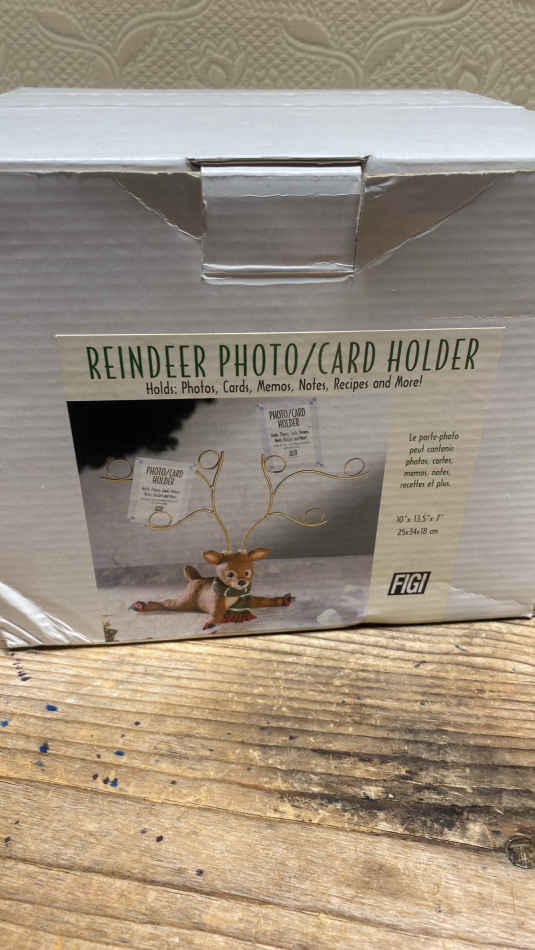 REINDEER PHOTO/CARD HOLDER
Holds: Photos, Cards, Memos, Notes, Recipes and More!
PHOTO/CARD
HOLDER
PHOTO/CARD
HOLDER
Le porte-photo
peut contenir
photos, cartes,
memos, notes,
recettes et plus.
10"x 13.5"x 7"
25x34x18 cm
FIGI